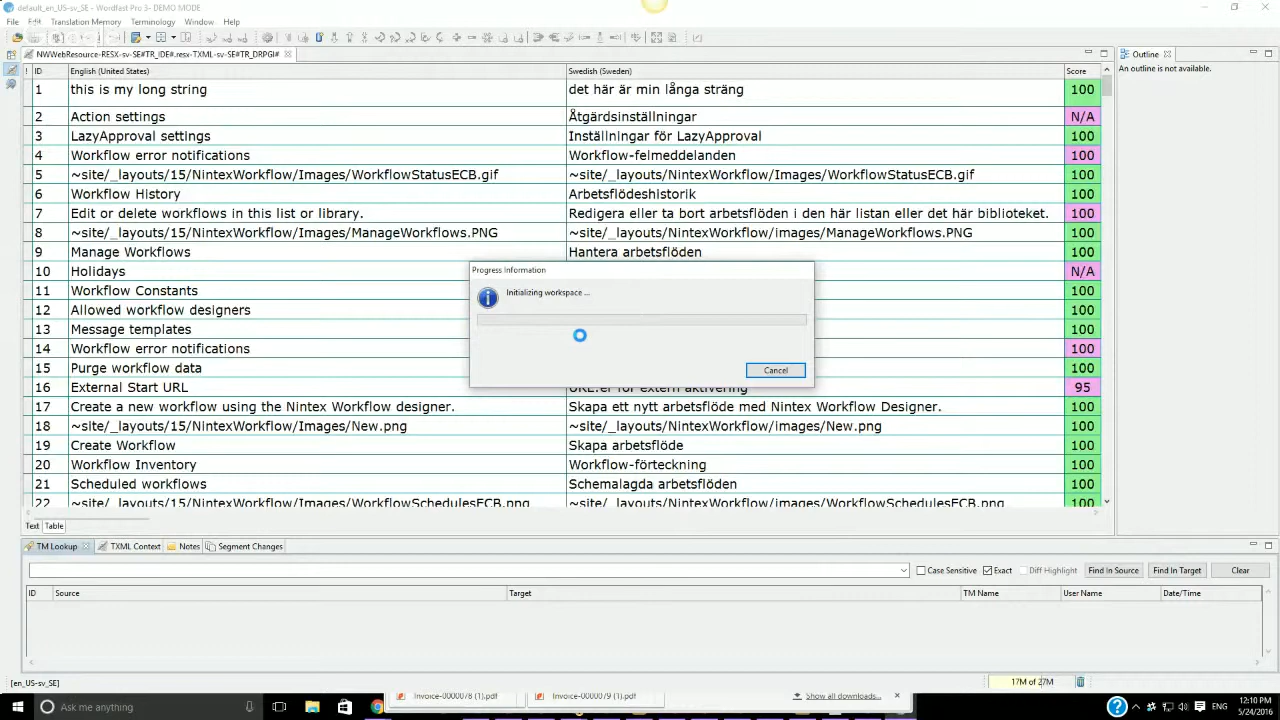 default_en_US-sv_SE - Wordfast Pro 3- DEMO MODE
File Edit Translation Memory Terminology Window Help
NWWebResource-RESX-sv-SE#TR_IDE#.resx-TXML-sv-SE#TR_DRPGI#
Outline
! ID English (United States) Swedish (Sweden) Score
An outline is not available.
1 this is my long string det här är min långa sträng 100
2 Action settings Åtgärdsinställningar N/A
3 LazyApproval settings Inställningar för LazyApproval 100
4 Workflow error notifications Workflow-felmeddelanden 100
5 ~site/_layouts/15/NintexWorkflow/Images/WorkflowStatusECB.gif ~site/_layouts/15/NintexWorkflow/Images/WorkflowStatusECB.gif 100
6 Workflow History Arbetsflödeshistorik 100
7 Edit or delete workflows in this list or library. Redigera eller ta bort arbetsflöden i den här listan eller det här biblioteket. 100
8 ~site/_layouts/15/NintexWorkflow/Images/ManageWorkflows.PNG ~site/_layouts/15/NintexWorkflow/images/ManageWorkflows.PNG 100
9 Manage Workflows Hantera arbetsflöden 100
10 Holidays N/A
11 Workflow Constants 100
12 Allowed workflow designers 100
13 Message templates 100
14 Workflow error notifications 100
15 Purge workflow data 100
16 External Start URL URL:er för extern aktivering 95
17 Create a new workflow using the Nintex Workflow designer. Skapa ett nytt arbetsflöde med Nintex Workflow Designer. 100
18 ~site/_layouts/15/NintexWorkflow/Images/New.png ~site/_layouts/15/NintexWorkflow/images/New.png 100
19 Create Workflow Skapa arbetsflöde 100
20 Workflow Inventory Workflow-förteckning 100
21 Scheduled workflows Schemalagda arbetsflöden 100
22 ~site/_layouts/15/NintexWorkflow/Images/WorkflowSchedulesECB.png ~site/_layouts/15/NintexWorkflow/images/WorkflowSchedulesECB.png 100
Progress Information
Initializing workspace ...
Cancel
Text Table
TM Lookup TXML Context Notes Segment Changes
Case Sensitive Exact Diff Highlight Find In Source Find In Target Clear
ID Source Target TM Name User Name Date/Time
[en_US-sv_SE] 17M of 27M
Invoice-0000078 (1).pdf Invoice-0000079 (1).pdf Show all downloads...
Ask me anything
ENG
12:10 PM
5/24/2016